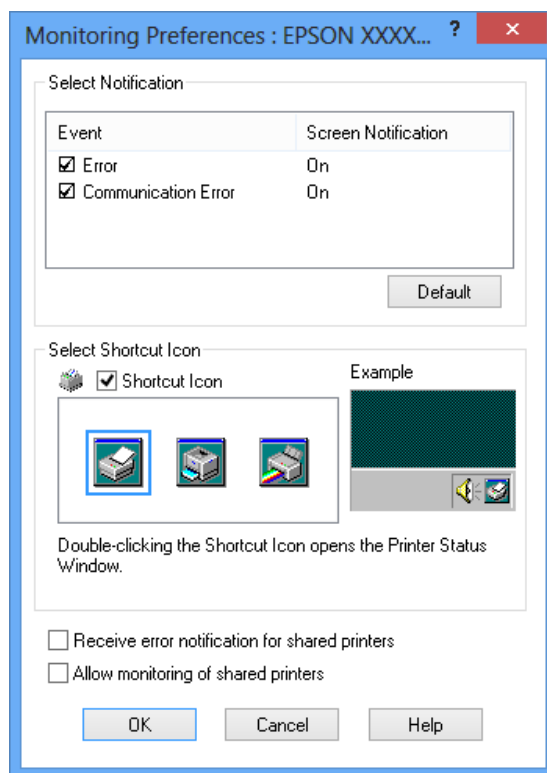 Monitoring Preferences : EPSON XXXX... ?
Select Notification
Event Screen Notification
Error On
Communication Error On
Default
Select Shortcut Icon
Shortcut Icon
Example
Double-clicking the Shortcut Icon opens the Printer Status
Window.
Receive error notification for shared printers
Allow monitoring of shared printers
OK Cancel Help